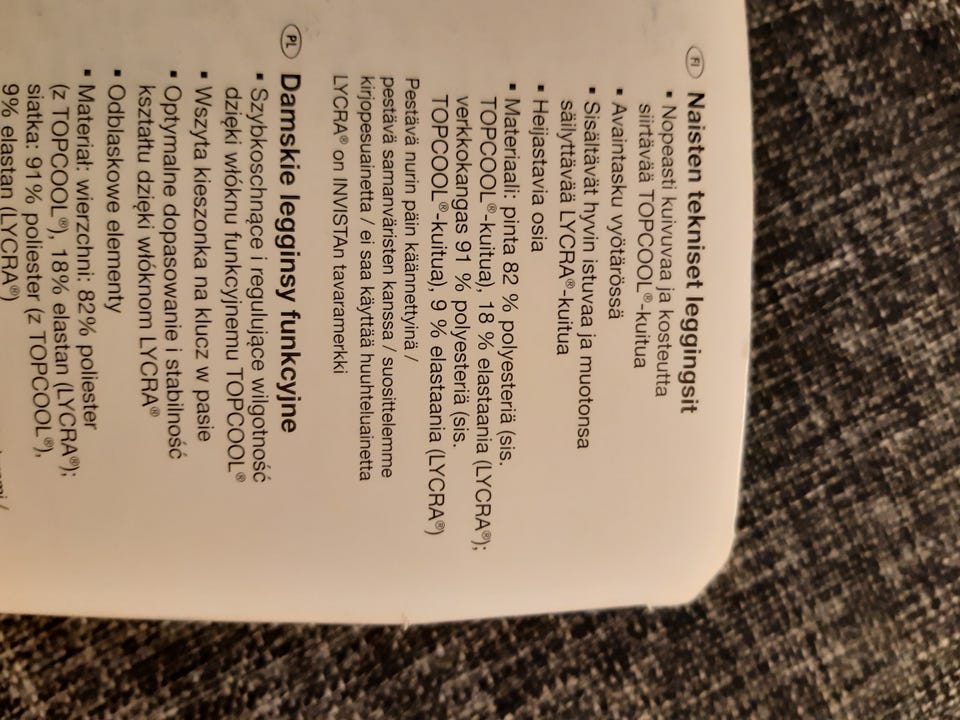 FI Naisten tekniset leggingsit
▪ Nopeasti kuivuvaa ja kosteutta
siirtävää TOPCOOL®-kuitua
▪ Avaintasku vyötärössä
▪ Sisältävät hyvin istuvaa ja muotonsa
säilyttävää LYCRA®-kuitua
▪ Heijastavia osia
▪ Materiaali: pinta 82 % polyesteriä (sis.
TOPCOOL®-kuitua), 18 % elastaania (LYCRA®);
verkkokangas 91 % polyesteriä (sis.
TOPCOOL®-kuitua), 9 % elastaania (LYCRA®)
Pestävä nurin päin käännettyinä /
pestävä samanväristen kanssa / suosittelemme
kirjopesuainetta / ei saa käyttää huuhteluainetta
LYCRA® on INVISTAn tavaramerkki
PL Damskie legginsy funkcyjne
▪ Szybkoschnące i regulujące wilgotność
dzięki włóknu funkcyjnemu TOPCOOL®
▪ Wszyta kieszonka na klucz w pasie
▪ Optymalne dopasowanie i stabilność
kształtu dzięki włóknom LYCRA®
▪ Odblaskowe elementy
▪ Materiał: wierzchni: 82% poliester
(z TOPCOOL®), 18% elastan (LYCRA®);
siatka: 91% poliester (z TOPCOOL®),
9% elastan (LYCRA®)